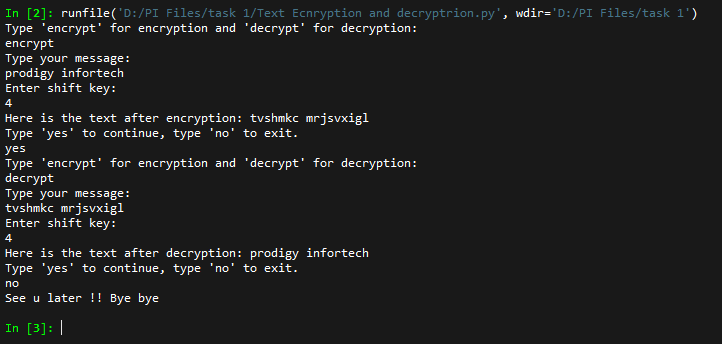 In [2]: runfile('D:/PI Files/task 1/Text Ecnryption and decryptrion.py', wdir='D:/PI Files/task 1')
Type 'encrypt' for encryption and 'decrypt' for decryption:
encrypt
Type your message:
prodigy infortech
Enter shift key:
4
Here is the text after encryption: tvshmkc mrjsvxigl
Type 'yes' to continue, type 'no' to exit.
yes
Type 'encrypt' for encryption and 'decrypt' for decryption:
decrypt
Type your message:
tvshmkc mrjsvxigl
Enter shift key:
4
Here is the text after decryption: prodigy infortech
Type 'yes' to continue, type 'no' to exit.
no
See u later !! Bye bye
In [3]: